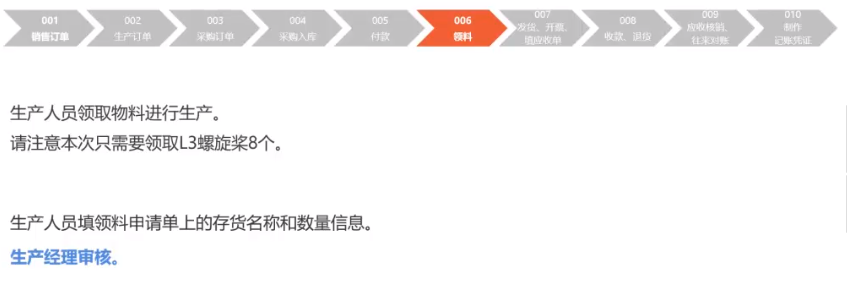 001
销售订单
002
生产订单
003
采购订单
004
采购入库
005
付款
006
领料
007
发货、开票、
填应收单
008
收款、退货
009
应收核销、
往来对账
010
制作
记账凭证
生产人员领取物料进行生产。
请注意本次只需要领取L3螺旋桨8个。
生产人员填领料申请单上的存货名称和数量信息。
生产经理审核。